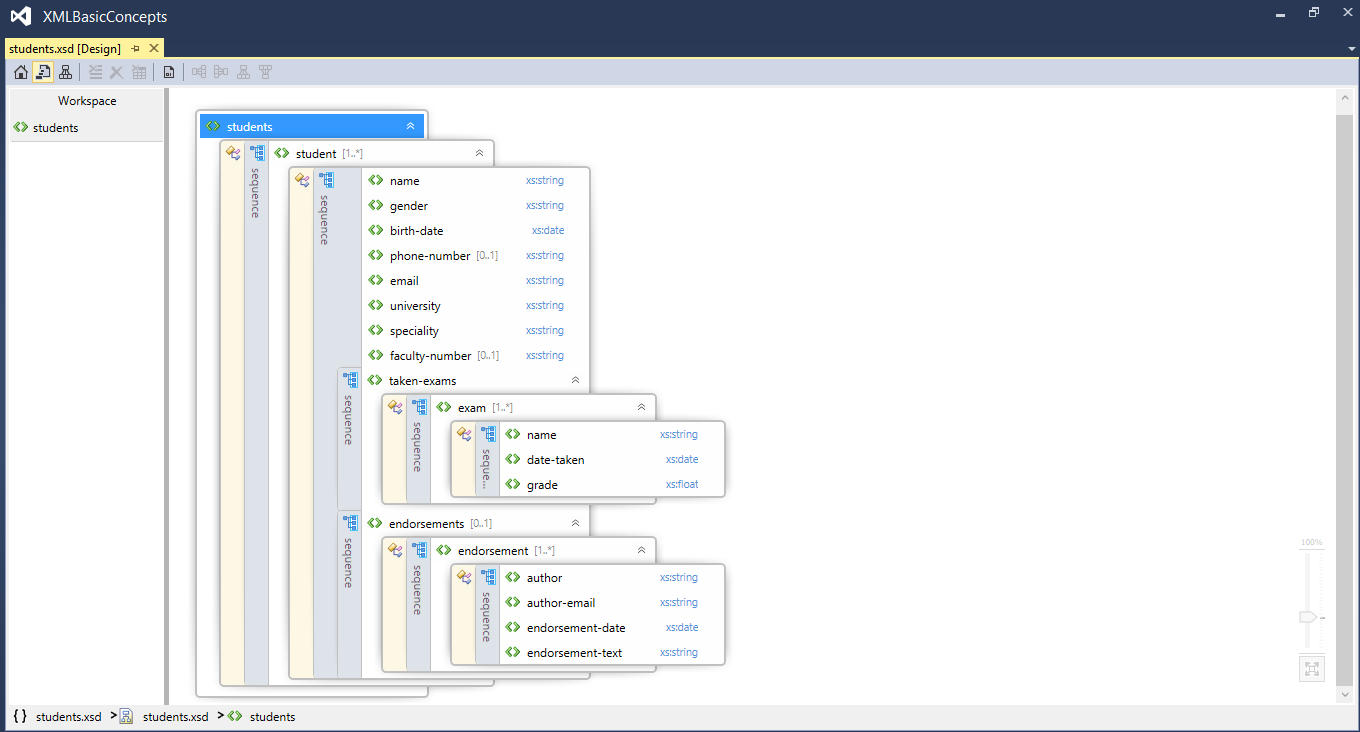 XMLBasicConcepts
students.xsd [Design]
Workspace
students
students
sequence
student [1..*]
sequence
name xs:string
gender xs:string
birth-date xs:date
phone-number [0..1] xs:string
email xs:string
university xs:string
speciality xs:string
faculty-number [0..1] xs:string
sequence
taken-exams
sequence
exam [1..*]
seque...
name xs:string
date-taken xs:date
grade xs:float
sequence
endorsements [0..1]
sequence
endorsement [1..*]
sequence
author xs:string
author-email xs:string
endorsement-date xs:date
endorsement-text xs:string
100%
{ } students.xsd > students.xsd > students